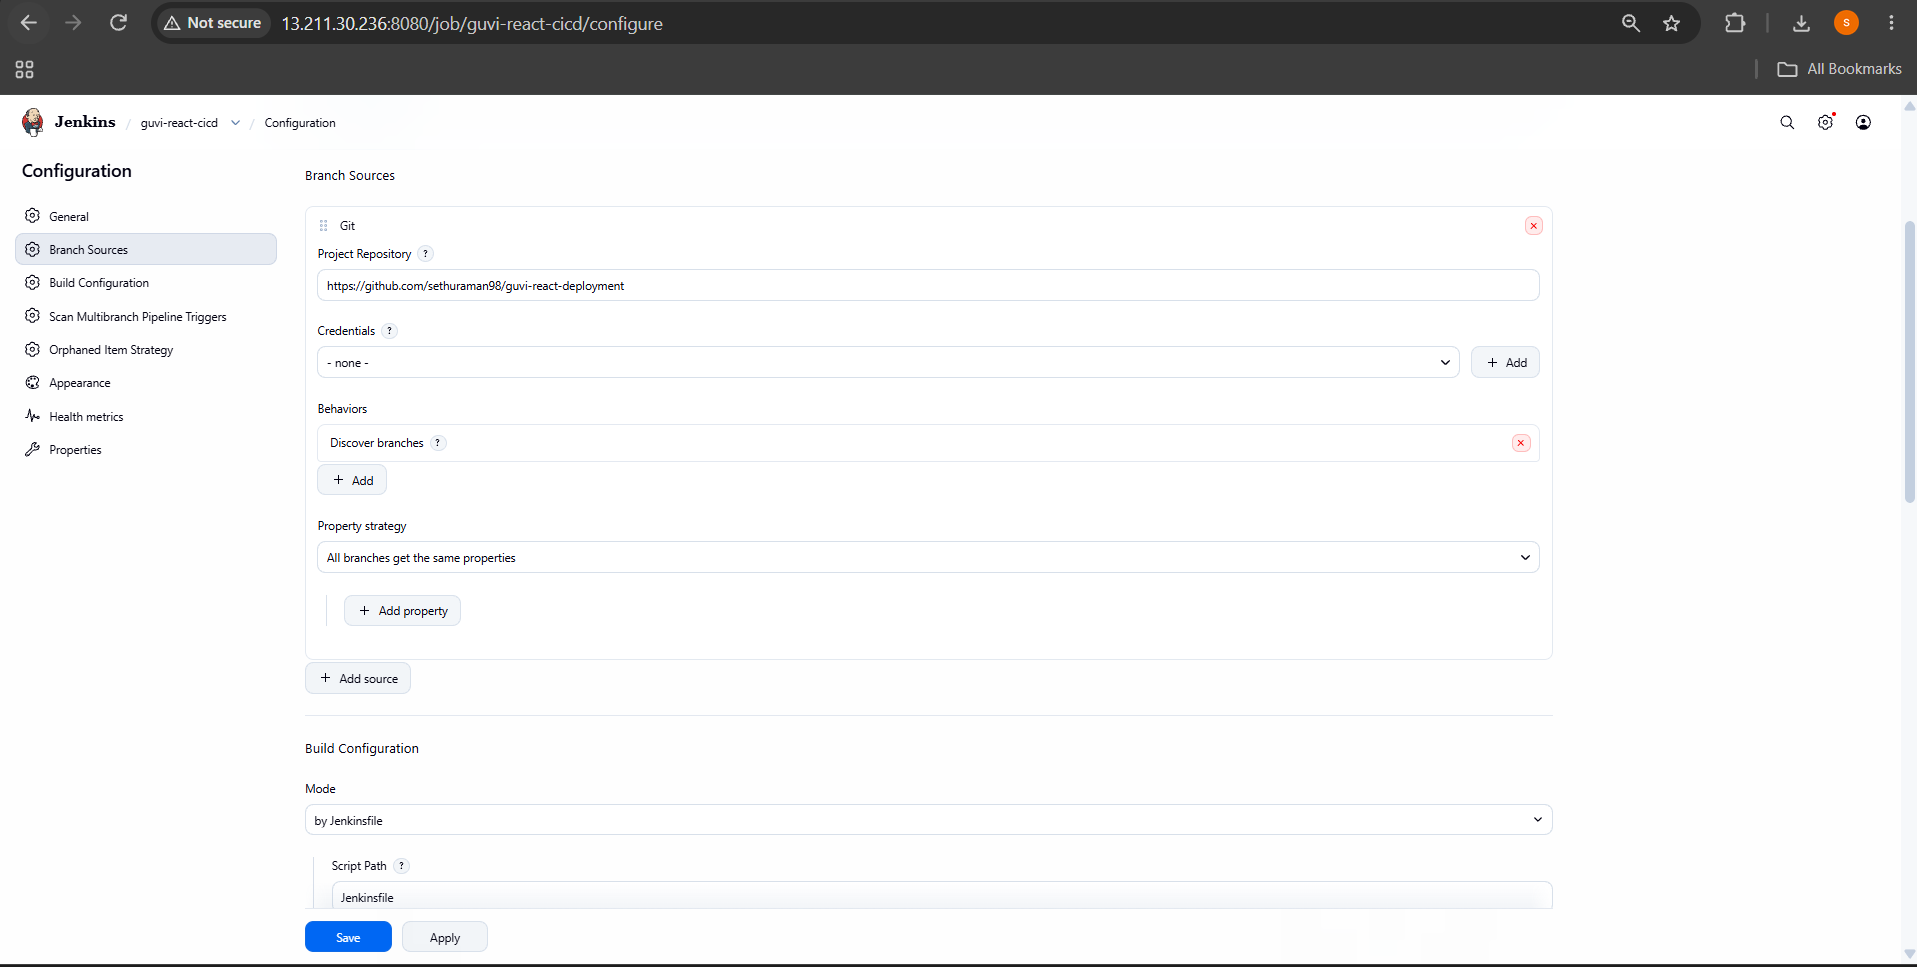 Not secure 13.211.30.236:8080/job/guvi-react-cicd/configure
S
All Bookmarks
Jenkins / guvi-react-cicd / Configuration
Configuration
General
Branch Sources
Build Configuration
Scan Multibranch Pipeline Triggers
Orphaned Item Strategy
Appearance
Health metrics
Properties
Branch Sources
Git
Project Repository ?
https://github.com/sethuraman98/guvi-react-deployment
Credentials ?
- none -
+ Add
Behaviors
Discover branches ?
+ Add
Property strategy
All branches get the same properties
+ Add property
+ Add source
Build Configuration
Mode
by Jenkinsfile
Script Path ?
Jenkinsfile
Save
Apply